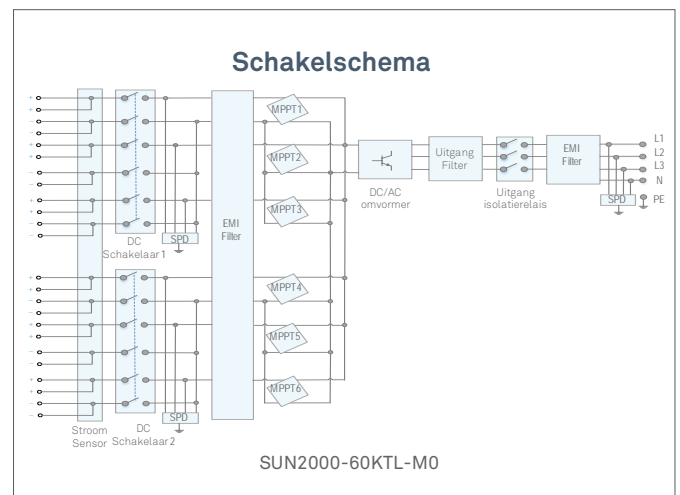 Schakelschema
MPPT1
MPPT2
MPPT3
EMI
Filter
MPPT4
MPPT5
MPPT6
SPD
DC
Schakelaar 1
SPD
DC
Schakelaar 2
Stroom
Sensor
DC/AC
omvormer
Uitgang
Filter
Uitgang
isolatierelais
EMI
Filter
SPD
L1
L2
L3
N
PE
SUN2000-60KTL-M0